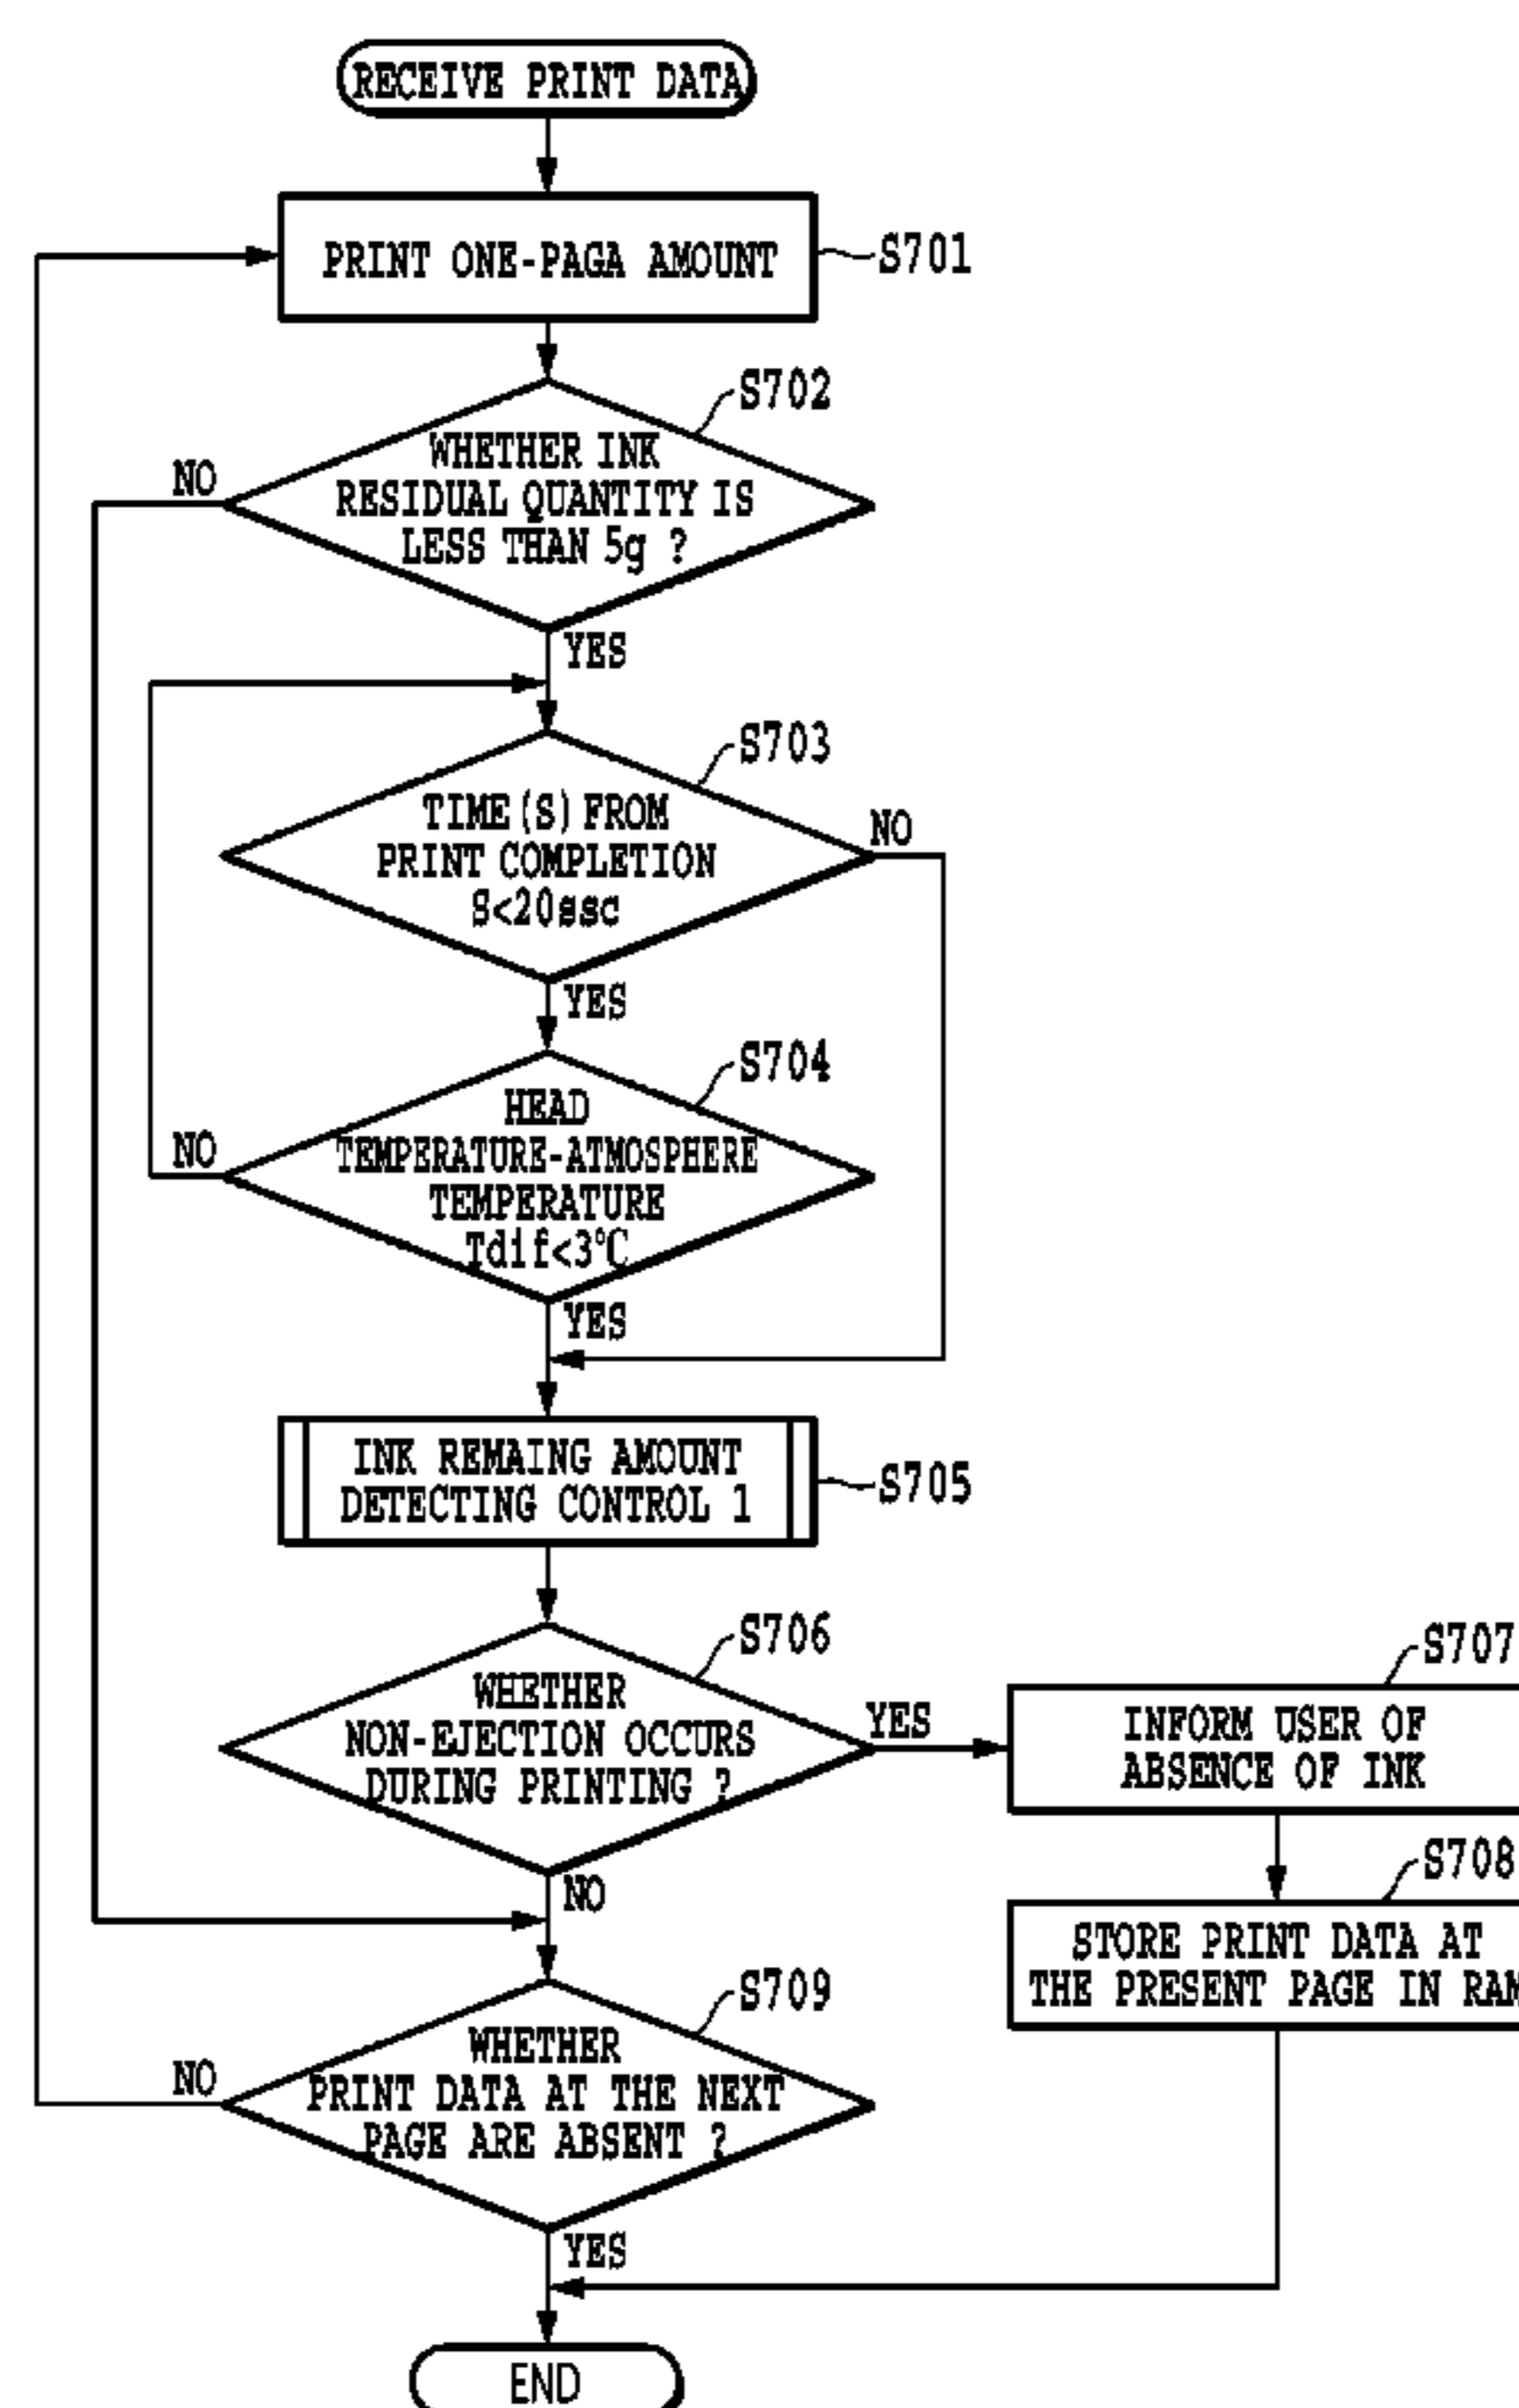 RECEIVE PRINT DATA
PRINT ONE-PAGA AMOUNT
S701
S702
WHETHER INK
RESIDUAL QUANTITY IS
LESS THAN 5g ?
NO
YES
S703
TIME(S) FROM
PRINT COMPLETION
S<20ssc
NO
YES
S704
HEAD
TEMPERATURE-ATMOSPHERE
TEMPERATURE
Tdif<3℃
NO
YES
INK REMAING AMOUNT
DETECTING CONTROL 1
S705
S706
WHETHER
NON-EJECTION OCCURS
DURING PRINTING ?
YES
NO
S707
INFORM USER OF
ABSENCE OF INK
S708
STORE PRINT DATA AT
THE PRESENT PAGE IN RAM
S709
WHETHER
PRINT DATA AT THE NEXT
PAGE ARE ABSENT ?
NO
YES
END